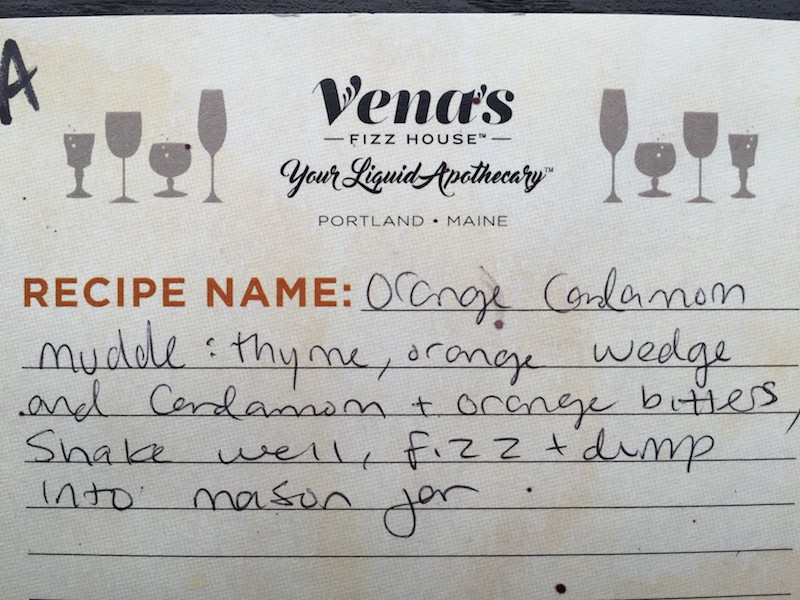 A
Vena's
FIZZ HOUSE™
Your Liquid Apothecary™
PORTLAND • MAINE
RECIPE NAME: Orange Cardamom
muddle : thyme, orange wedge
and Cardamom + orange bitters,
Shake well, fizz + dump
into mason jar.